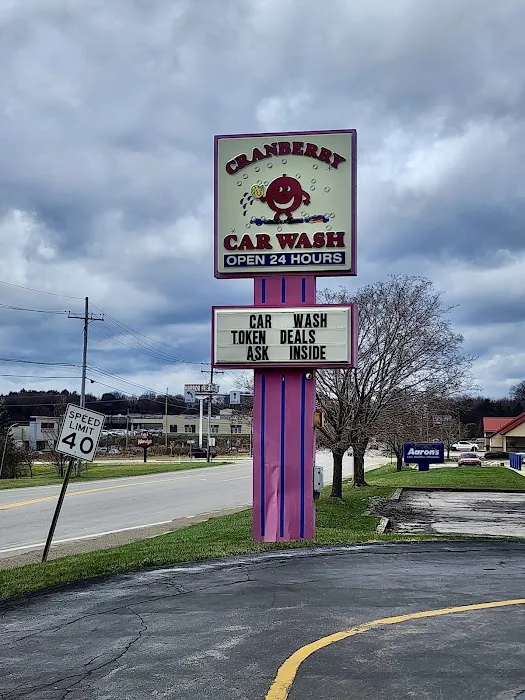 CRANBERRY
CAR WASH
OPEN 24 HOURS
CAR WASH
TOKEN DEALS
ASK INSIDE
SPEED
LIMIT
40
Aaron's